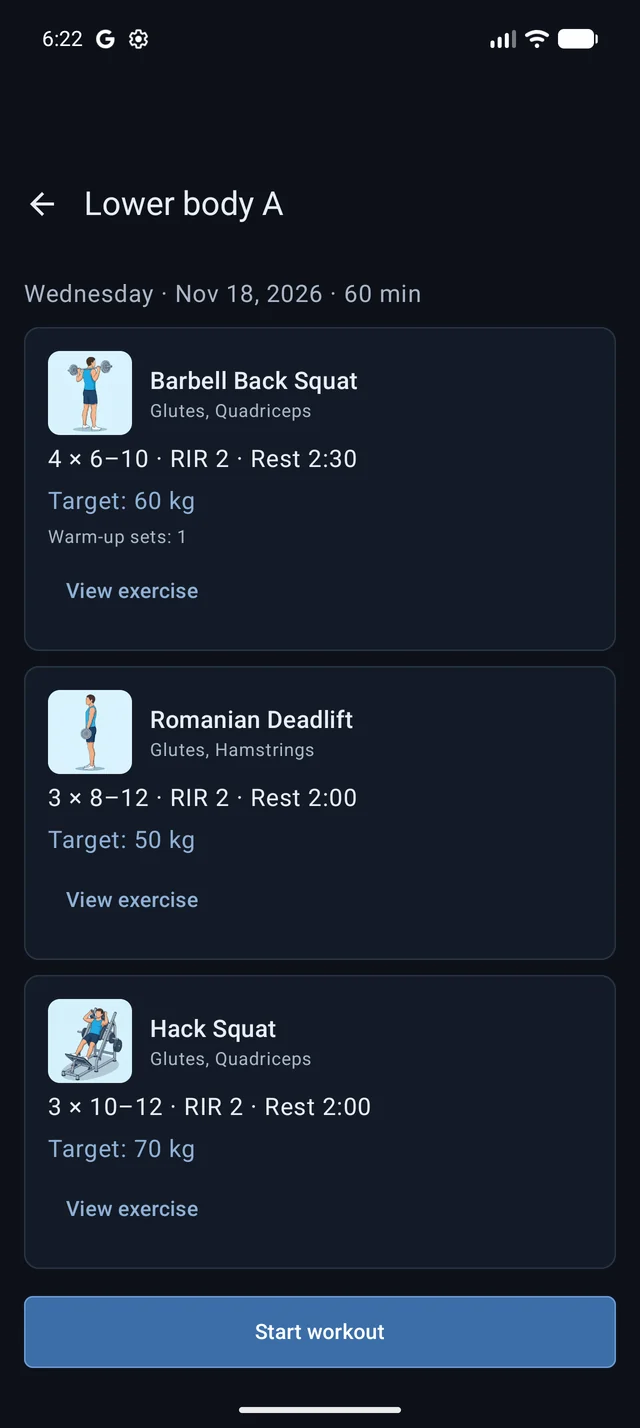 6:22
Lower body A
Wednesday · Nov 18, 2026 · 60 min
Barbell Back Squat
Glutes, Quadriceps
4 × 6–10 · RIR 2 · Rest 2:30
Target: 60 kg
Warm-up sets: 1
View exercise
Romanian Deadlift
Glutes, Hamstrings
3 × 8–12 · RIR 2 · Rest 2:00
Target: 50 kg
View exercise
Hack Squat
Glutes, Quadriceps
3 × 10–12 · RIR 2 · Rest 2:00
Target: 70 kg
View exercise
Start workout